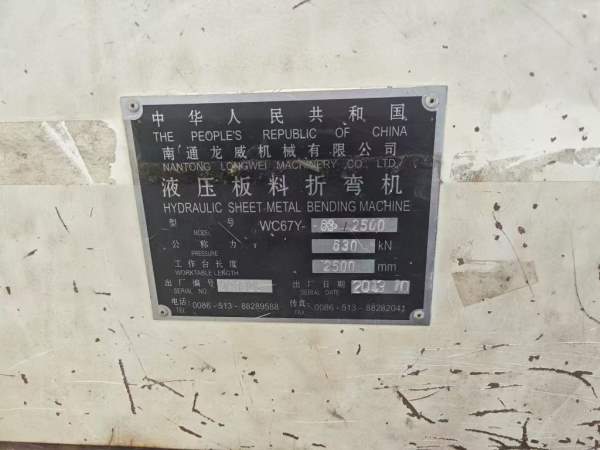 中华人民共和国
THE PEOPLE'S REPUBLIC OF CHINA
南通龙威机械有限公司
NANTONG LONGWEI MACHINERY CO., LTD.
液压板料折弯机
HYDRAULIC SHEET METAL BENDING MACHINE
型号 WC67Y-63/2500
MODEL
公称力 630 kN
PRESSURE
工作台长度 2500 mm
WORKTABLE LENGTH
出厂编号 出厂日期 10
SERIAL NO. SERIAL DATE
电话: 0086-513-88289588 传真: 0086-513-88282041
TEL FAX